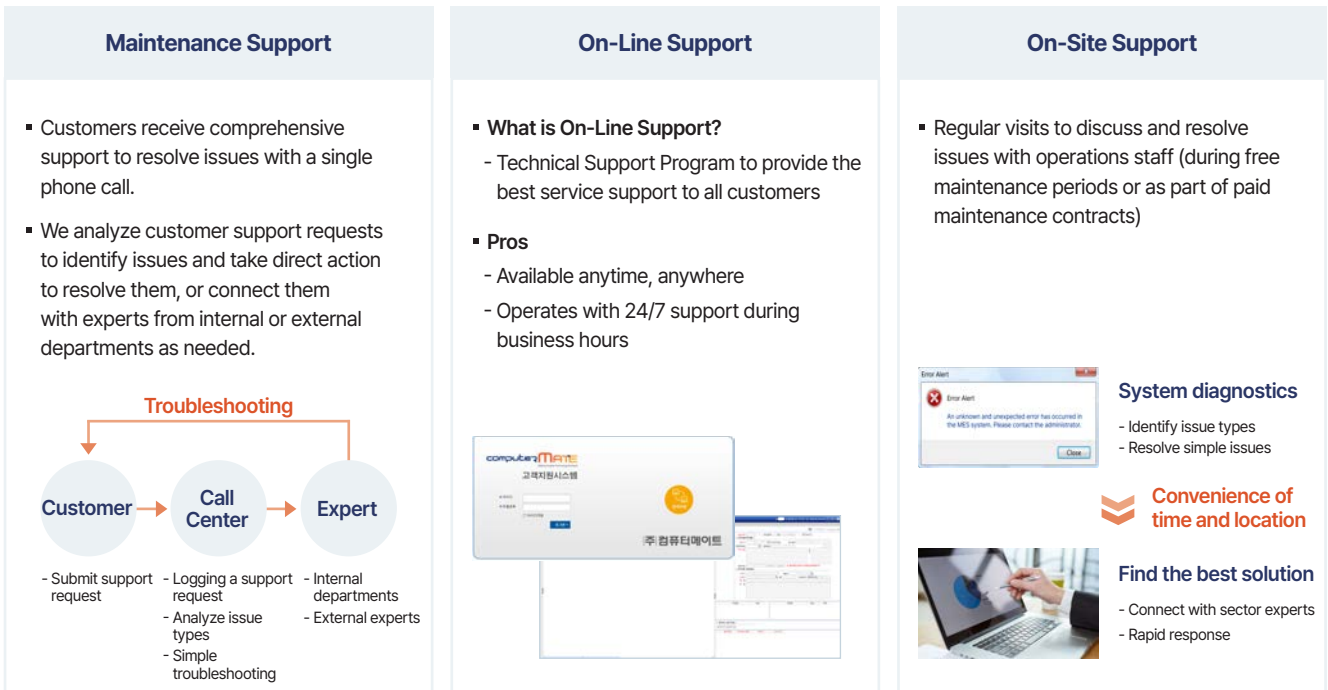 Maintenance Support
▪ Customers receive comprehensive
support to resolve issues with a single
phone call.
▪ We analyze customer support requests
to identify issues and take direct action
to resolve them, or connect them
with experts from internal or external
departments as needed.
Troubleshooting
Customer
Call
Center
Expert
- Submit support
request
- Logging a support
request
- Analyze issue
types
- Simple
troubleshooting
- Internal
departments
- External experts
On-Line Support
▪ What is On-Line Support?
- Technical Support Program to provide the
best service support to all customers
▪ Pros
- Available anytime, anywhere
- Operates with 24/7 support during
business hours
computer MATE
고객지원시스템
주 컴퓨터메이트
On-Site Support
▪ Regular visits to discuss and resolve
issues with operations staff (during free
maintenance periods or as part of paid
maintenance contracts)
Error Alert
Error Alert
An unknown and unexpected error has occurred in
the MES system. Please contact the administrator.
Close
System diagnostics
- Identify issue types
- Resolve simple issues
Convenience of
time and location
Find the best solution
- Connect with sector experts
- Rapid response